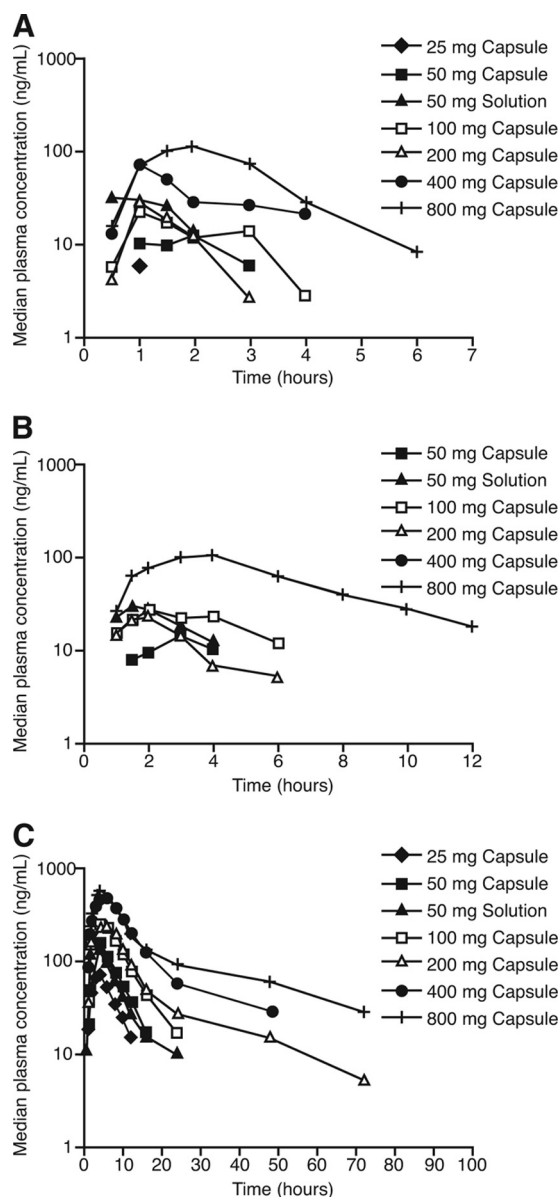 A
Median plasma concentration (ng/mL)
1000
100
10
1
0 1 2 3 4 5 6 7
Time (hours)
25 mg Capsule
50 mg Capsule
50 mg Solution
100 mg Capsule
200 mg Capsule
400 mg Capsule
800 mg Capsule
B
Median plasma concentration (ng/mL)
1000
100
10
1
0 2 4 6 8 10 12
Time (hours)
50 mg Capsule
50 mg Solution
100 mg Capsule
200 mg Capsule
400 mg Capsule
800 mg Capsule
C
Median plasma concentration (ng/mL)
1000
100
10
1
0 10 20 30 40 50 60 70 80 90 100
Time (hours)
25 mg Capsule
50 mg Capsule
50 mg Solution
100 mg Capsule
200 mg Capsule
400 mg Capsule
800 mg Capsule